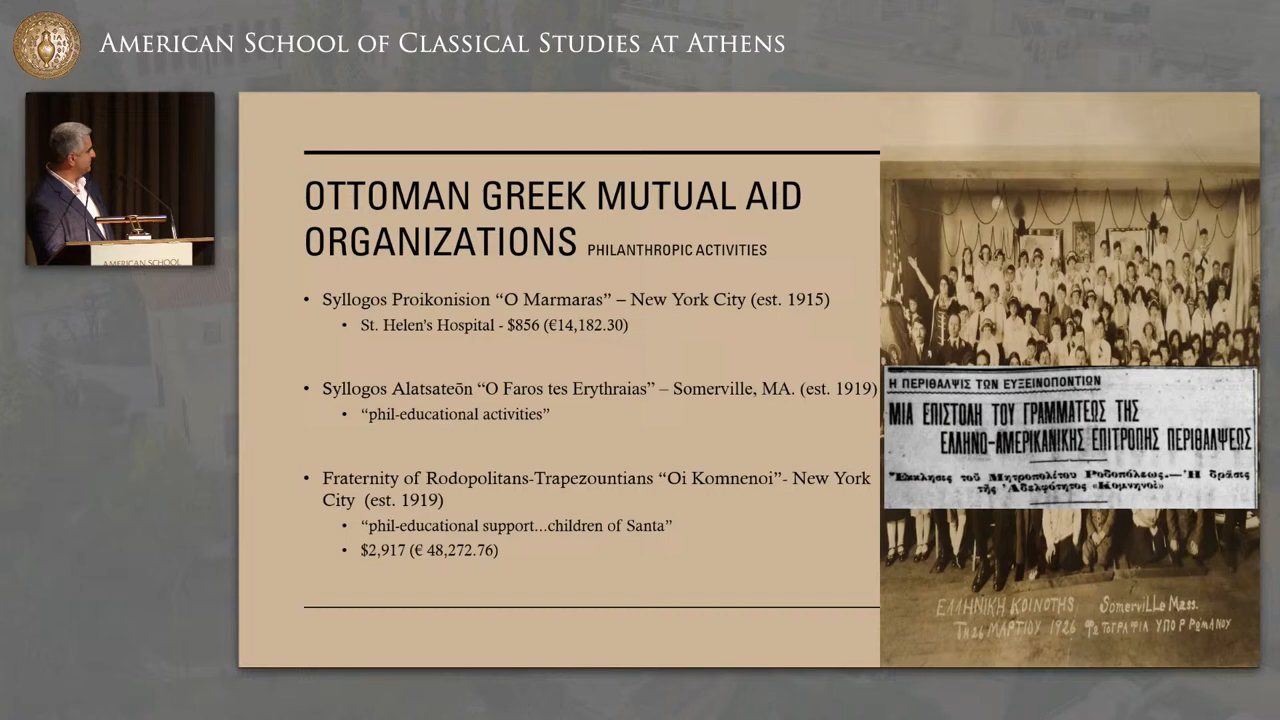 AMERICAN SCHOOL OF CLASSICAL STUDIES AT ATHENS
AMERICAN SCHOOL
OTTOMAN GREEK MUTUAL AID
ORGANIZATIONS PHILANTHROPIC ACTIVITIES
• Syllogos Proikonision “O Marmaras” – New York City (est. 1915)
• St. Helen’s Hospital - $856 (€14,182.30)
• Syllogos Alatsateōn “O Faros tes Erythraias” – Somerville, MA. (est. 1919)
• “phil-educational activities”
• Fraternity of Rodopolitans-Trapezountians “Oi Komnenoi”- New York
City (est. 1919)
• “phil-educational support...children of Santa”
• $2,917 (€ 48,272.76)
Η ΠΕΡΙΘΑΛΨΙΣ ΤΩΝ ΕΥΞΕΙΝΟΠΟΝΤΙΩΝ
ΜΙΑ ΕΠΙΣΤΟΛΗ ΤΟΥ ΓΡΑΜΜΑΤΕΩΣ ΤΗΣ
ΕΛΛΗΝΟ-ΑΜΕΡΙΚΑΝΙΚΗΣ ΕΠΙΤΡΟΠΗΣ ΠΕΡΙΘΑΛΨΕΩΣ
Ἔκκλησις τοῦ Μητροπολίτου Ροδοπόλεως.—Ἡ δρᾶσις
τῆς Ἀδελφότητος «Κομνηνοί»
ΕΛΛΗΝΙΚΗ ΚΟΙΝΟΤΗΣ Somerville Mass.
ΤΗ 26 ΜΑΡΤΙΟΥ 1926 ΦΩΤΟΓΡΑΦΙΑ ΥΠΟ Ρ ΡΩΜΑΝΟΥ